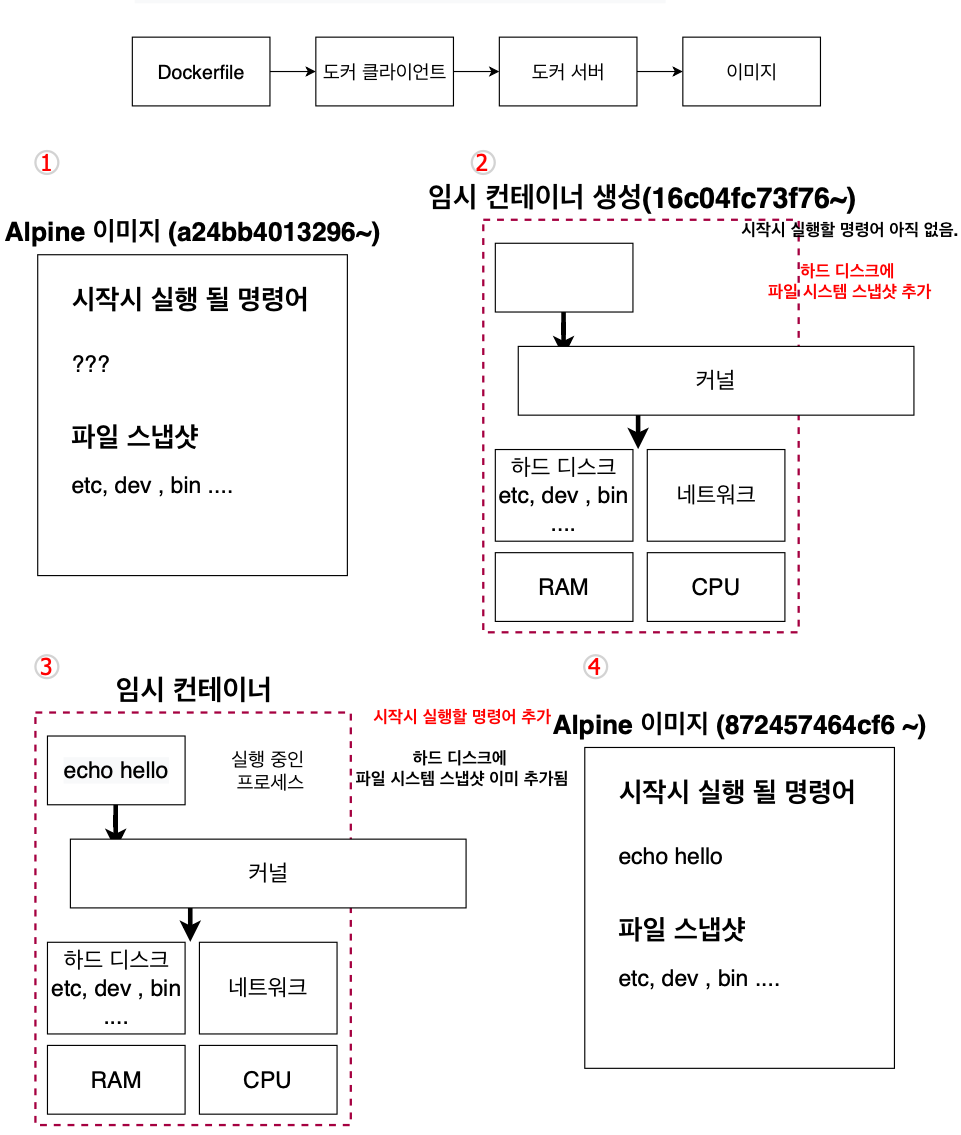 Dockerfile
도커 클라이언트
도커 서버
이미지
①
Alpine 이미지 (a24bb4013296~)
시작시 실행 될 명령어
???
파일 스냅샷
etc, dev , bin ....
②
임시 컨테이너 생성(16c04fc73f76~)
시작시 실행할 명령어 아직 없음.
하드 디스크에
파일 시스템 스냅샷 추가
커널
하드 디스크
etc, dev , bin
....
네트워크
RAM
CPU
③
임시 컨테이너
시작시 실행할 명령어 추가
echo hello
실행 중인
프로세스
하드 디스크에
파일 시스템 스냅샷 이미 추가됨
커널
하드 디스크
etc, dev , bin
....
네트워크
RAM
CPU
④
Alpine 이미지 (872457464cf6 ~)
시작시 실행 될 명령어
echo hello
파일 스냅샷
etc, dev , bin ....